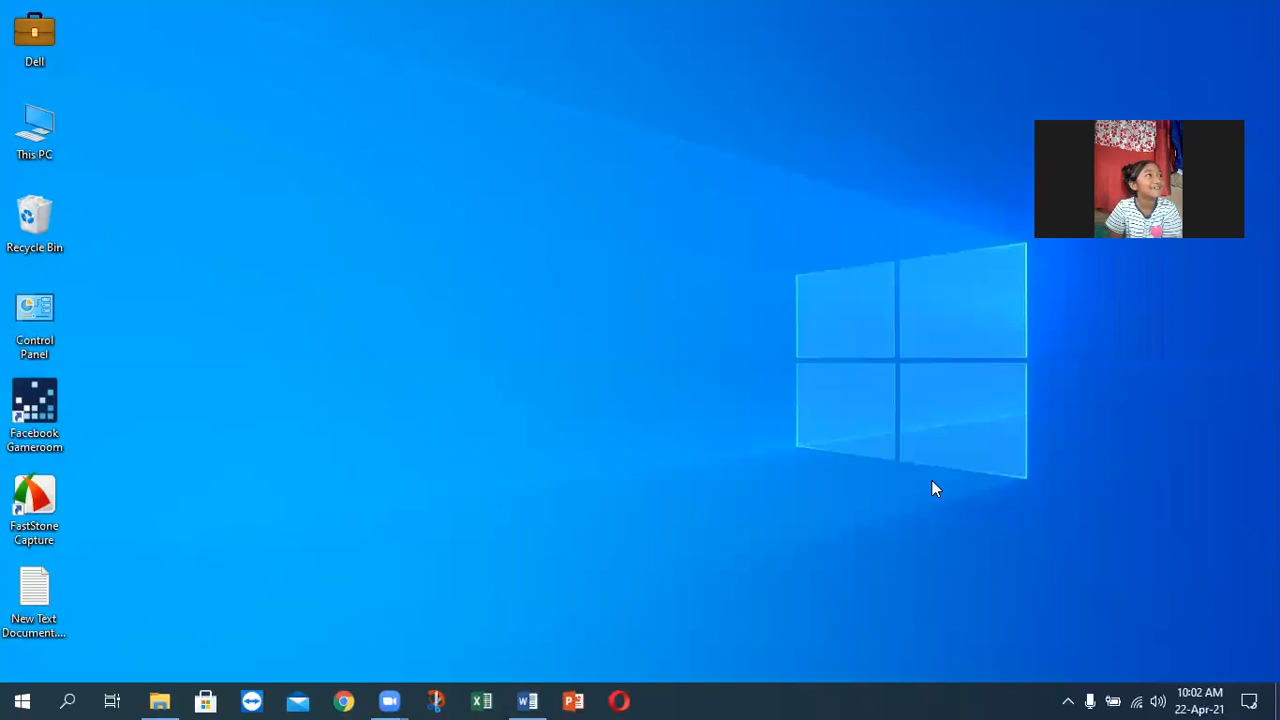 Dell
This PC
Recycle Bin
Control
Panel
Facebook
Gameroom
FastStone
Capture
New Text
Document....
10:02 AM
22-Apr-21